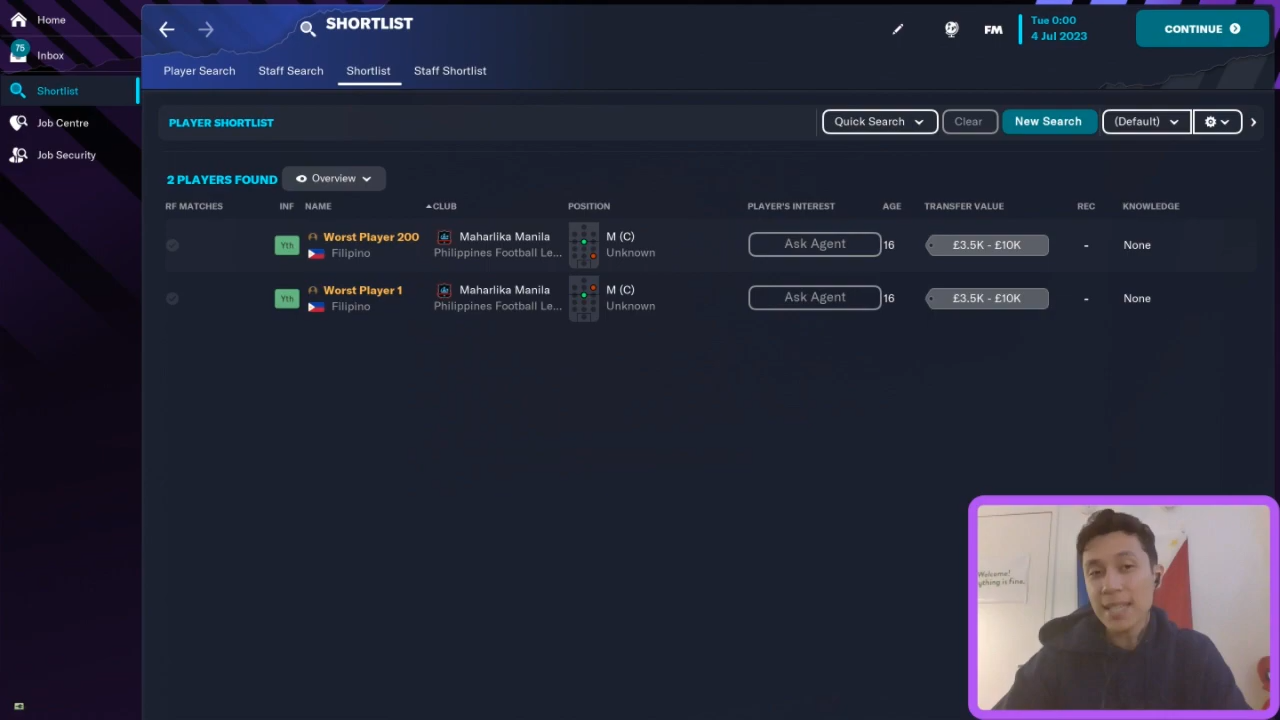 Home
75
Inbox
Shortlist
Job Centre
Job Security
SHORTLIST
FM
Tue 0:00
4 Jul 2023
CONTINUE
Player Search Staff Search Shortlist Staff Shortlist
PLAYER SHORTLIST
Quick Search Clear New Search (Default)
2 PLAYERS FOUND Overview
RF MATCHES INF NAME CLUB POSITION PLAYER'S INTEREST AGE TRANSFER VALUE REC KNOWLEDGE
Yth Worst Player 200 Maharlika Manila M (C) Ask Agent 16 £3.5K - £10K - None
Filipino Philippines Football Le... Unknown
Yth Worst Player 1 Maharlika Manila M (C) Ask Agent 16 £3.5K - £10K - None
Filipino Philippines Football Le... Unknown
Welcome!
ything is fine.